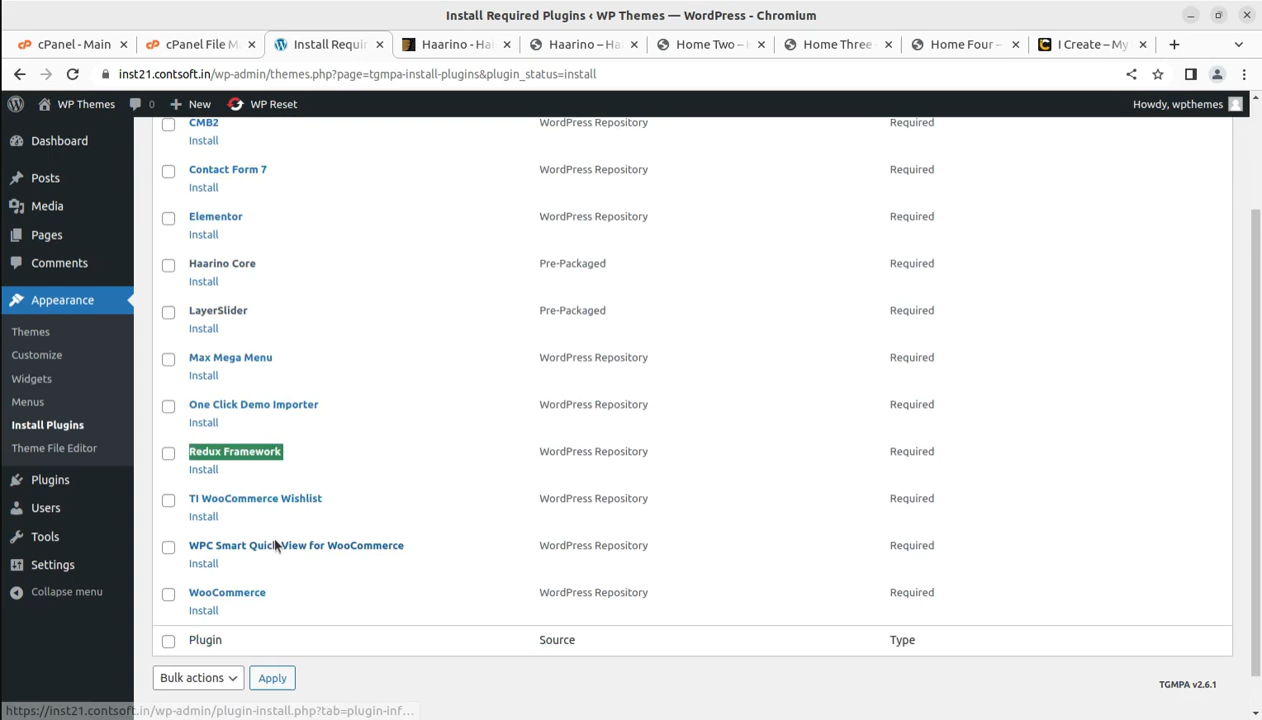 Install Required Plugins ‹ WP Themes — WordPress - Chromium
cPanel - Main
cPanel File M
Install Requir
Haarino - Hai
Haarino – Ha
Home Two –
Home Three
Home Four –
I Create – My
inst21.contsoft.in/wp-admin/themes.php?page=tgmpa-install-plugins&plugin_status=install
WP Themes
0
New
WP Reset
Howdy, wpthemes
Dashboard
Posts
Media
Pages
Comments
Appearance
Themes
Customize
Widgets
Menus
Install Plugins
Theme File Editor
Plugins
Users
Tools
Settings
Collapse menu
CMB2 WordPress Repository Required
Install
Contact Form 7 WordPress Repository Required
Install
Elementor WordPress Repository Required
Install
Haarino Core Pre-Packaged Required
Install
LayerSlider Pre-Packaged Required
Install
Max Mega Menu WordPress Repository Required
Install
One Click Demo Importer WordPress Repository Required
Install
Redux Framework WordPress Repository Required
Install
TI WooCommerce Wishlist WordPress Repository Required
Install
WPC Smart Quick View for WooCommerce WordPress Repository Required
Install
WooCommerce WordPress Repository Required
Install
Plugin Source Type
Bulk actions
Apply
TGMPA v2.6.1
https://inst21.contsoft.in/wp-admin/plugin-install.php?tab=plugin-inf...